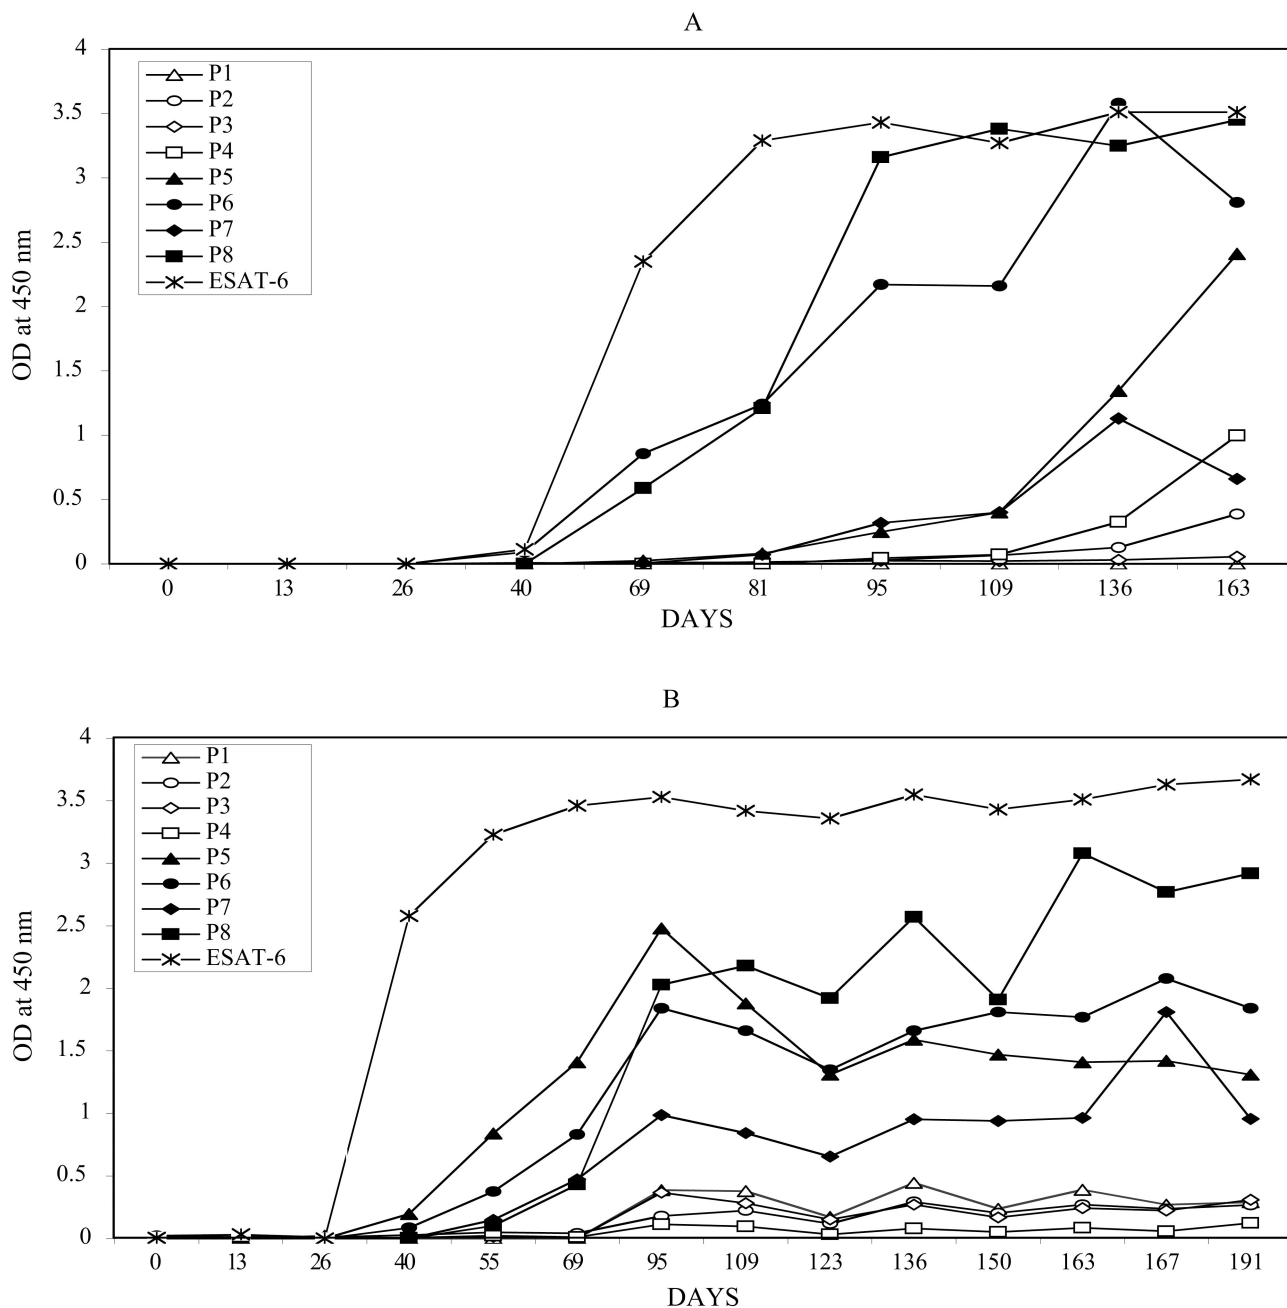 A
4
3.5
3
2.5
2
1.5
1
0.5
0
OD at 450 nm
P1
P2
P3
P4
P5
P6
P7
P8
ESAT-6
0 13 26 40 69 81 95 109 136 163
DAYS
B
4
3.5
3
2.5
2
1.5
1
0.5
0
OD at 450 nm
P1
P2
P3
P4
P5
P6
P7
P8
ESAT-6
0 13 26 40 55 69 95 109 123 136 150 163 167 191
DAYS